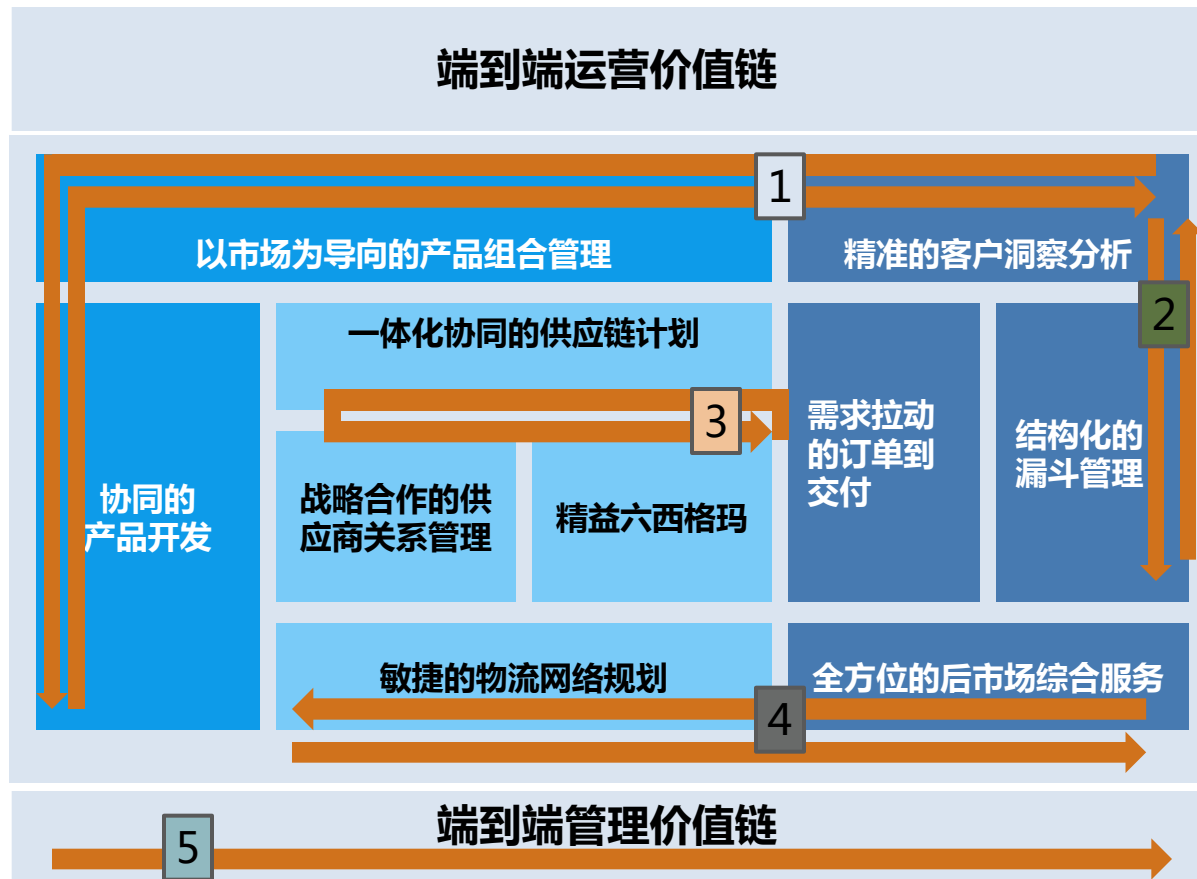 端到端运营价值链
1
以市场为导向的产品组合管理
精准的客户洞察分析
2
一体化协同的供应链计划
3
需求拉动
的订单到
交付
结构化的
漏斗管理
协同的
产品开发
战略合作的供
应商关系管理
精益六西格玛
敏捷的物流网络规划
全方位的后市场综合服务
4
端到端管理价值链
5